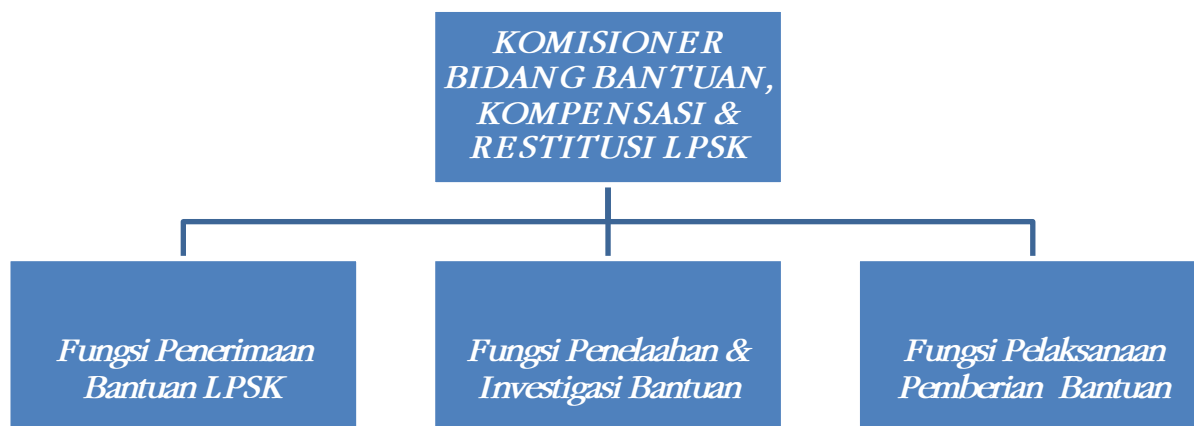 KOMISIONER
BIDANG BANTUAN,
KOMPENSASI &
RESTITUSI LPSK
Fungsi Penerimaan
Bantuan LPSK
Fungsi Penelaahan &
Investigasi Bantuan
Fungsi Pelaksanaan
Pemberian Bantuan